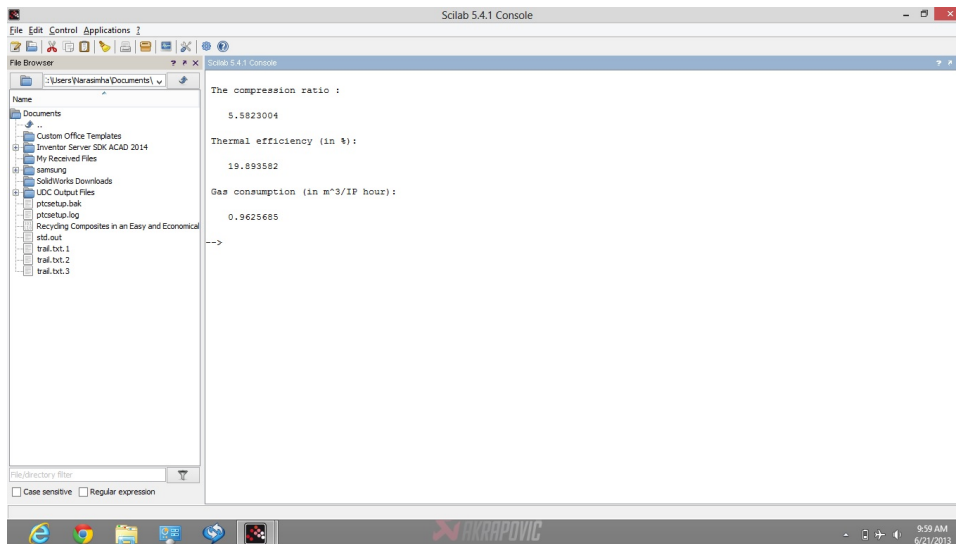 Scilab 5.4.1 Console
File Edit Control Applications ?
File Browser
Scilab 5.4.1 Console
:\Users\Narasimha\Documents\
Name
Documents
..
Custom Office Templates
Inventor Server SDK ACAD 2014
My Received Files
samsung
SolidWorks Downloads
UDC Output Files
ptcsetup.bak
ptcsetup.log
Recycling Composites in an Easy and Economical
std.out
trail.txt.1
trail.txt.2
trail.txt.3
The compression ratio :
5.5823004
Thermal efficiency (in %):
19.893582
Gas consumption (in m^3/IP hour):
0.9625685
-->
File/directory filter
Case sensitive Regular expression
AKRAPOVIC
9:59 AM
6/21/2013